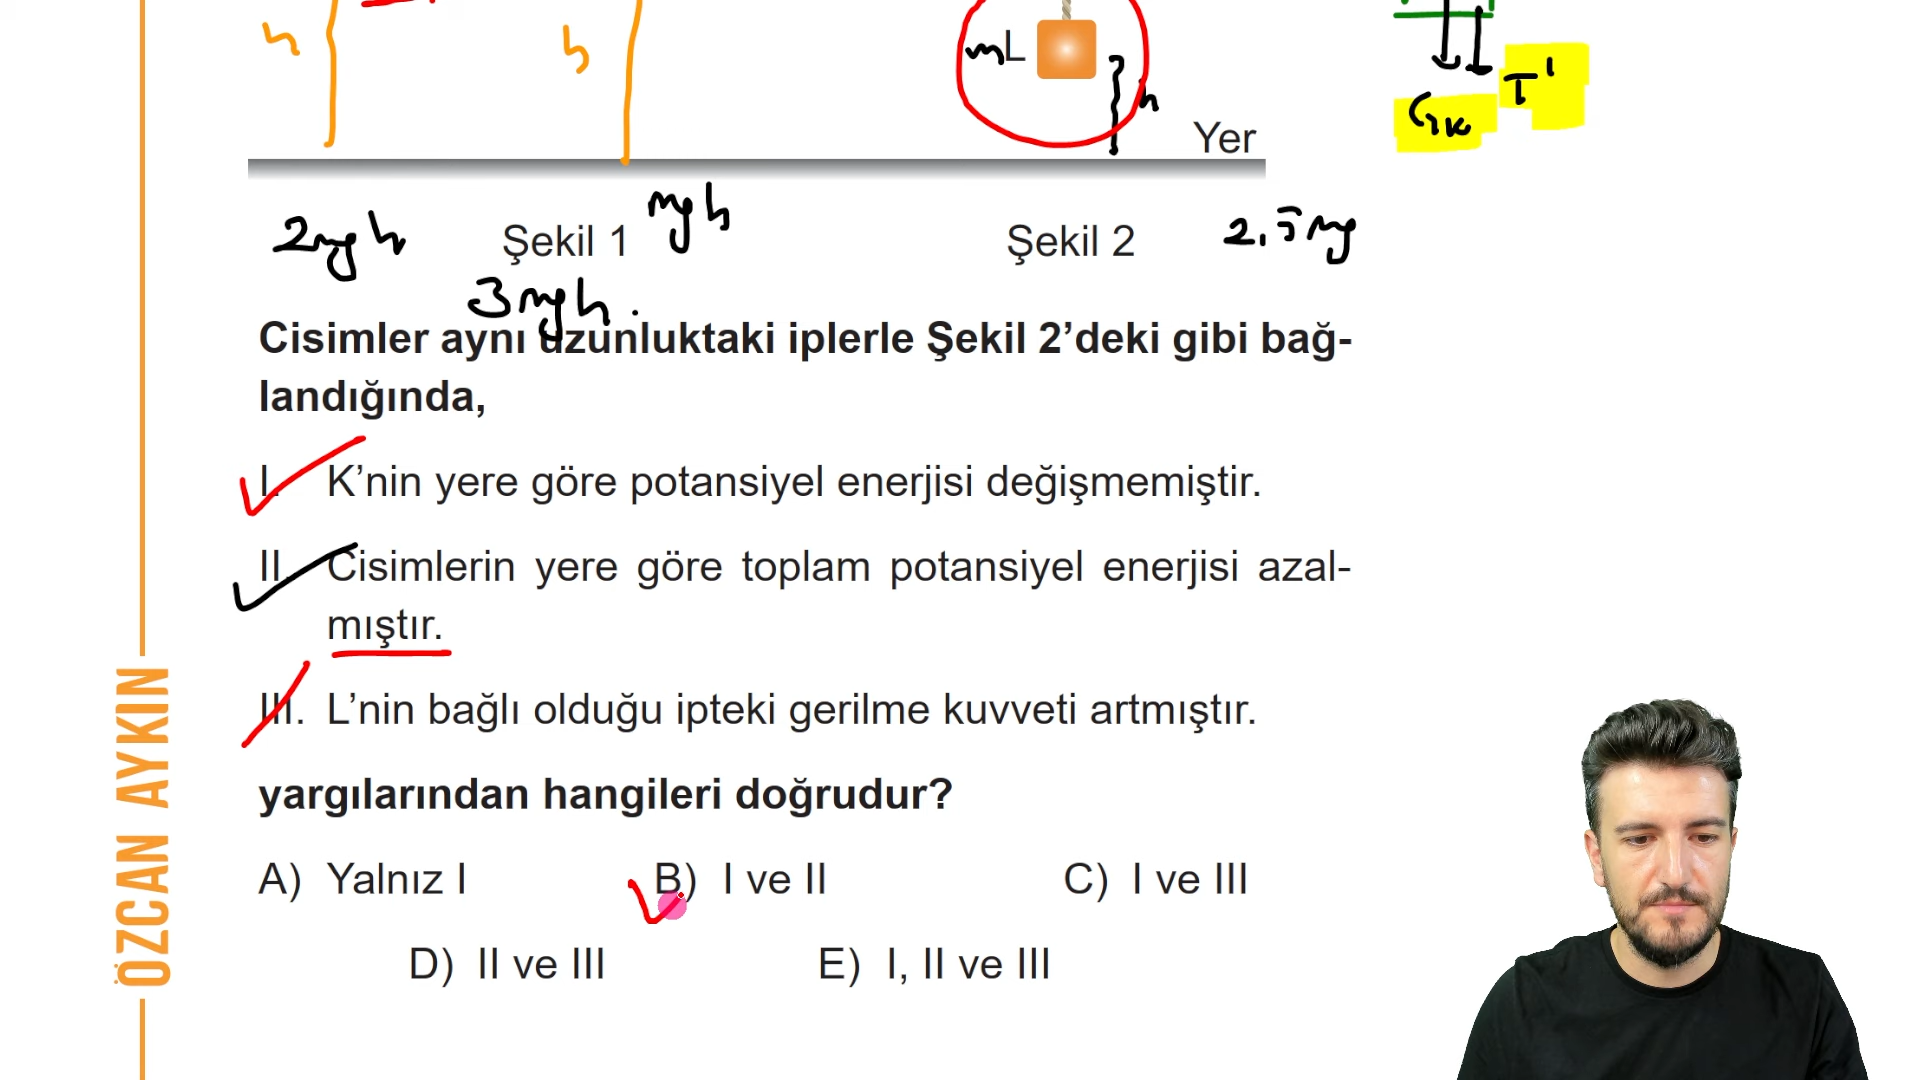 h
h
mL
h
Yer
GK
T'
2mgh
Şekil 1
mgh
Şekil 2
2,5mg
3mgh.
Cisimler aynı uzunluktaki iplerle Şekil 2’deki gibi bağ-
landığında,
I. K’nin yere göre potansiyel enerjisi değişmemiştir.
II. Cisimlerin yere göre toplam potansiyel enerjisi azal-
mıştır.
III. L’nin bağlı olduğu ipteki gerilme kuvveti artmıştır.
yargılarından hangileri doğrudur?
A) Yalnız I
B) I ve II
C) I ve III
D) II ve III
E) I, II ve III
ÖZCAN AYKIN